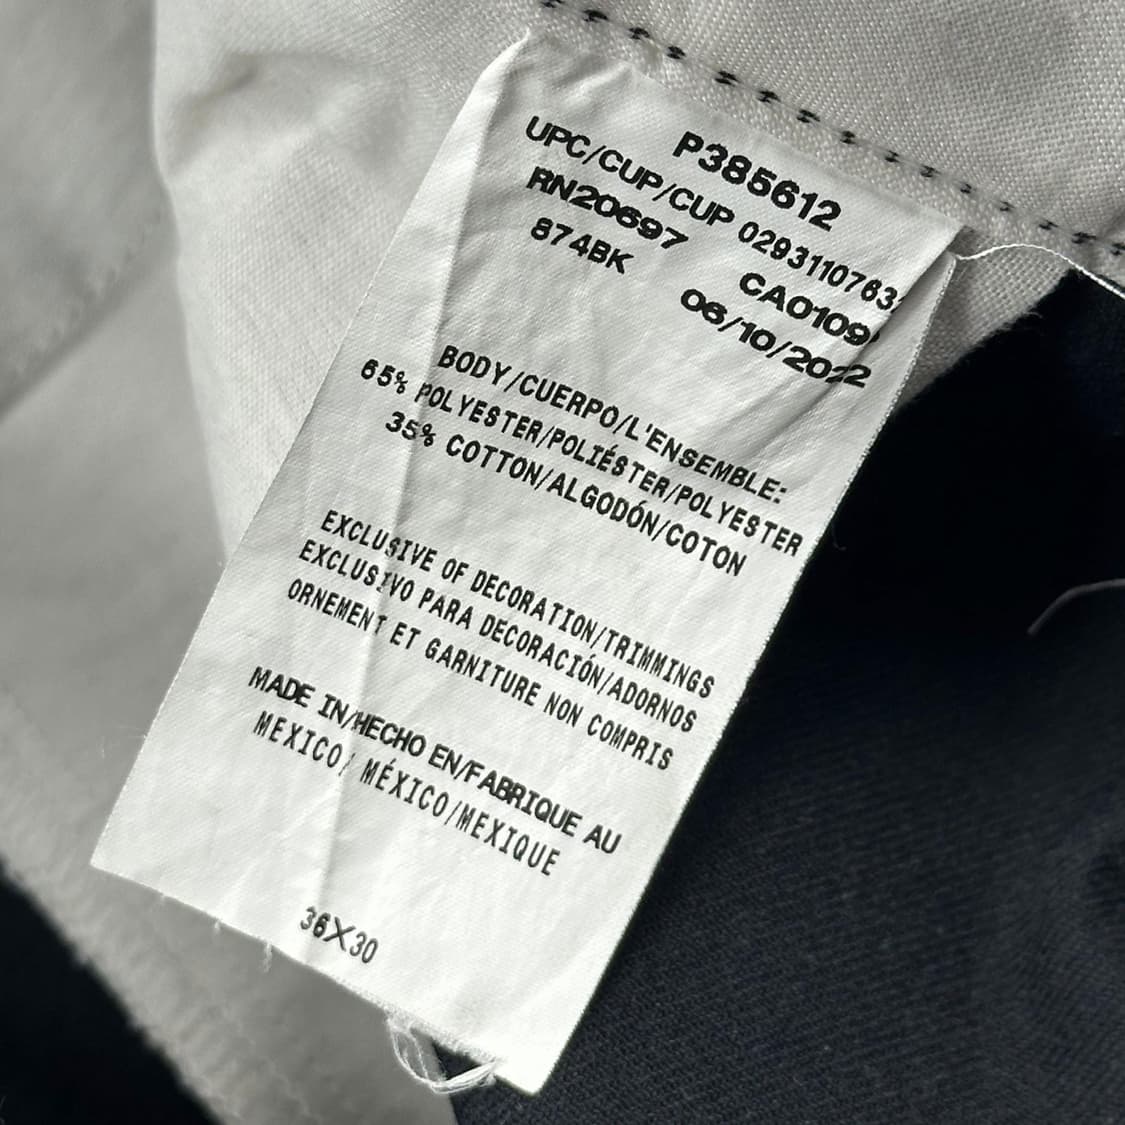 P385612
UPC/CUP/CUP 0293110763
RN20697 CA0109
874BK 06/10/2022
BODY/CUERPO/L'ENSEMBLE:
65% POLYESTER/POLIÉSTER/POLYESTER
35% COTTON/ALGODÓN/COTON
EXCLUSIVE OF DECORATION/TRIMMINGS
EXCLUSIVO PARA DECORACIÓN/ADORNOS
ORNEMENT ET GARNITURE NON COMPRIS
MADE IN/HECHO EN/FABRIQUE AU
MEXICO/ MÉXICO/MEXIQUE
36X30